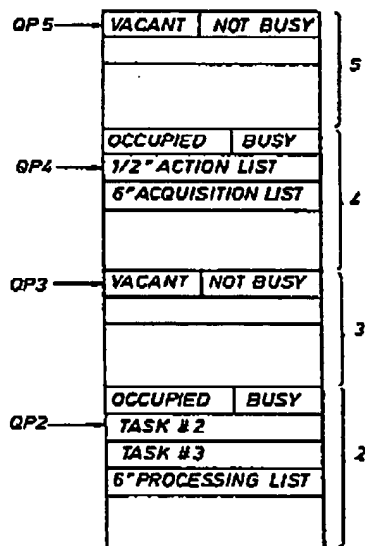 QP5 VACANT NOT BUSY
5
OCCUPIED BUSY
QP4 1/2" ACTION LIST
6" ACQUISITION LIST
4
QP3 VACANT NOT BUSY
3
OCCUPIED BUSY
QP2 TASK #2
TASK #3
2
6" PROCESSING LIST